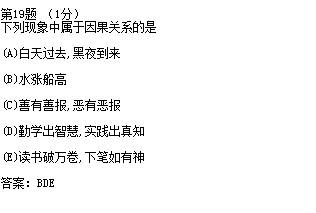 第19题 （1分）
下列现象中属于因果关系的是
(A)白天过去,黑夜到来
(B)水涨船高
(C)善有善报,恶有恶报
(D)勤学出智慧,实践出真知
(E)读书破万卷,下笔如有神
答案：BDE